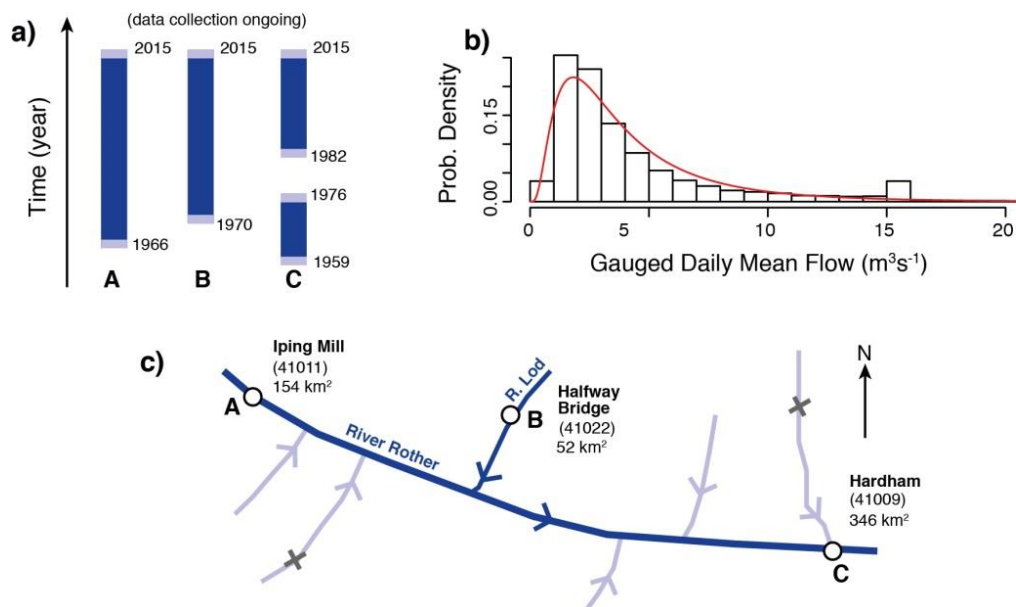 a)
(data collection ongoing)
Time (year)
2015
2015
2015
1982
1976
1970
1966
1959
A
B
C
b)
Prob. Density
0.00
0.15
0
5
10
15
20
Gauged Daily Mean Flow (m³s⁻¹)
c)
Iping Mill
(41011)
154 km²
A
River Rother
R. Lod
B
Halfway
Bridge
(41022)
52 km²
N
Hardham
(41009)
346 km²
C